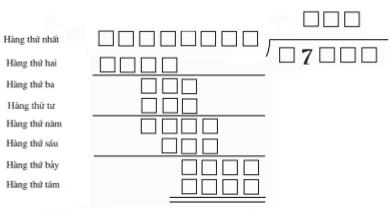 Hàng thứ nhất
7
Hàng thứ hai
Hàng thứ ba
Hàng thứ tư
Hàng thứ năm
Hàng thứ sáu
Hàng thứ bảy
Hàng thứ tám